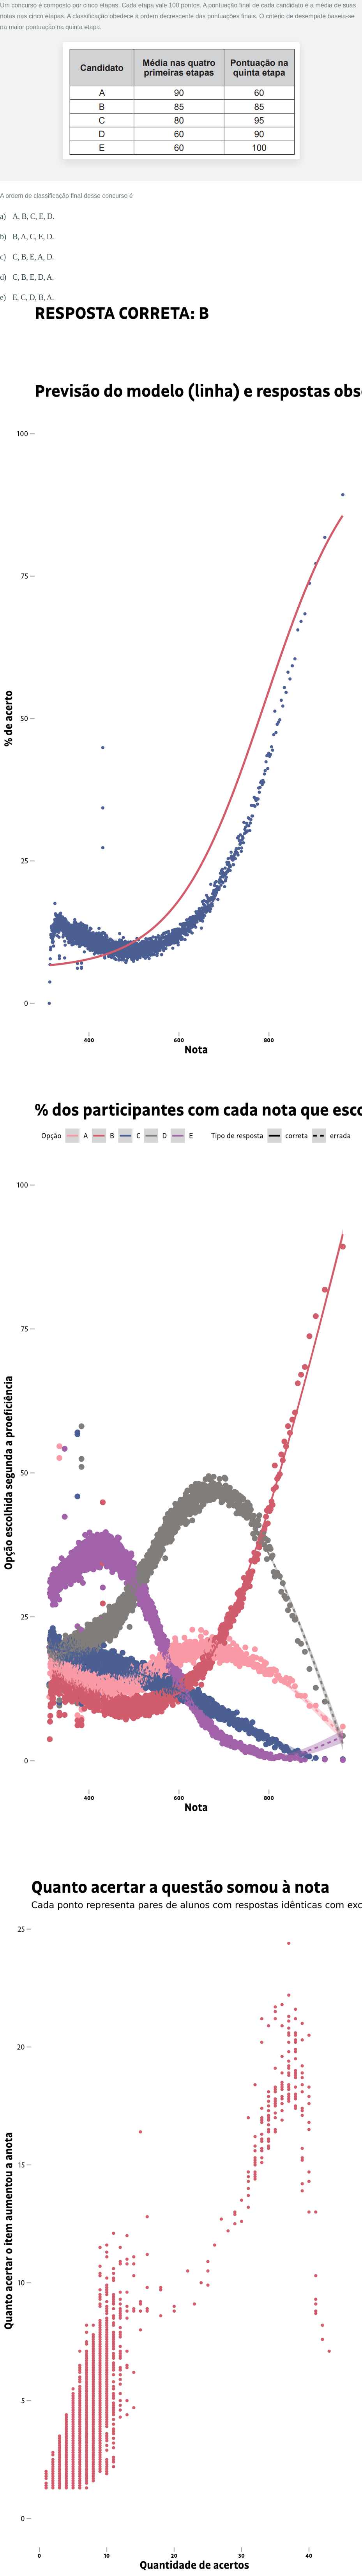 Um concurso é composto por cinco etapas. Cada etapa vale 100 pontos. A pontuação final de cada candidato é a média de suas
notas nas cinco etapas. A classificação obedece à ordem decrescente das pontuações finais. O critério de desempate baseia-se
na maior pontuação na quinta etapa.
Candidato Média nas quatro primeiras etapas Pontuação na quinta etapa
A 90 60
B 85 85
C 80 95
D 60 90
E 60 100
A ordem de classificação final desse concurso é
a) A, B, C, E, D.
b) B, A, C, E, D.
c) C, B, E, A, D.
d) C, B, E, D, A.
e) E, C, D, B, A.
RESPOSTA CORRETA: B
Previsão do modelo (linha) e respostas obs
100
75
50
25
0
% de acerto
400 600 800
Nota
% dos participantes com cada nota que esco
Opção A B C D E Tipo de resposta correta errada
100
75
50
25
0
Opção escolhida segunda a proeficiência
400 600 800
Nota
Quanto acertar a questão somou à nota
Cada ponto representa pares de alunos com respostas idênticas com exc
25
20
15
10
5
0
Quanto acertar o item aumentou a anota
0 10 20 30 40
Quantidade de acertos